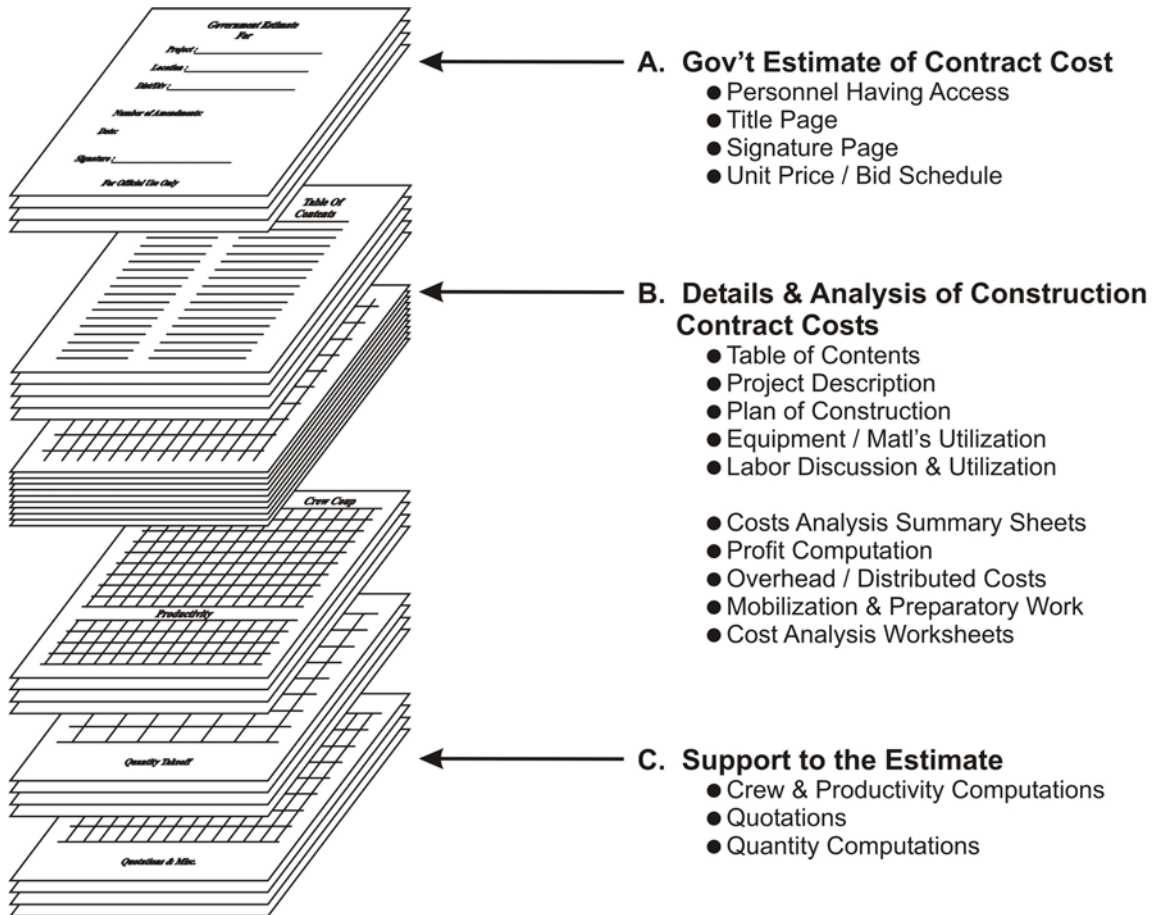 Government Estimate
For
Project :
Location :
Dist/Div :
Number of Amendments:
Date:
Signature :
For Official Use Only
Table Of
Contents
Crew Coup
Productivity
Quantity Takeoff
Quotations & Misc.
A. Gov't Estimate of Contract Cost
● Personnel Having Access
● Title Page
● Signature Page
● Unit Price / Bid Schedule
B. Details & Analysis of Construction
Contract Costs
● Table of Contents
● Project Description
● Plan of Construction
● Equipment / Matl's Utilization
● Labor Discussion & Utilization
● Costs Analysis Summary Sheets
● Profit Computation
● Overhead / Distributed Costs
● Mobilization & Preparatory Work
● Cost Analysis Worksheets
C. Support to the Estimate
● Crew & Productivity Computations
● Quotations
● Quantity Computations